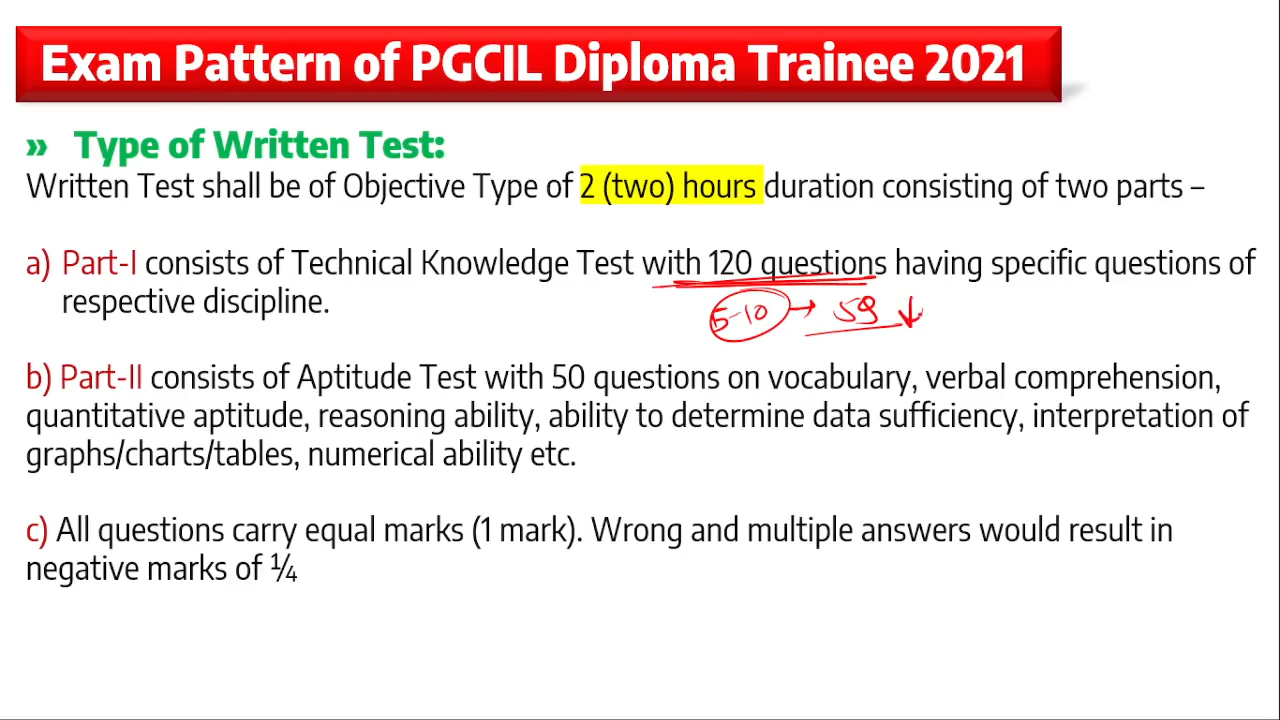 Exam Pattern of PGCIL Diploma Trainee 2021
» Type of Written Test:
Written Test shall be of Objective Type of 2 (two) hours duration consisting of two parts –
a) Part-I consists of Technical Knowledge Test with 120 questions having specific questions of
respective discipline.
5-10 → 59 ↓
b) Part-II consists of Aptitude Test with 50 questions on vocabulary, verbal comprehension,
quantitative aptitude, reasoning ability, ability to determine data sufficiency, interpretation of
graphs/charts/tables, numerical ability etc.
c) All questions carry equal marks (1 mark). Wrong and multiple answers would result in
negative marks of ¼